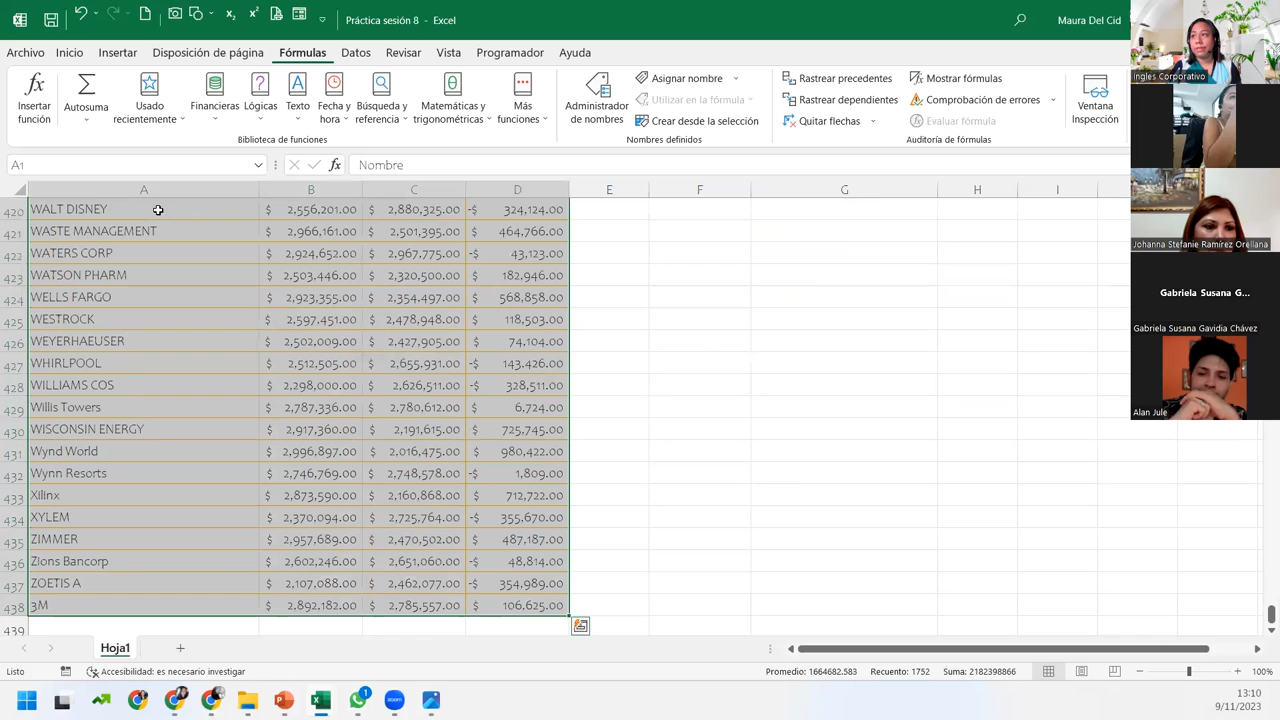 Práctica sesión 8 - Excel
Maura Del Cid
Archivo Inicio Insertar Disposición de página Fórmulas Datos Revisar Vista Programador Ayuda
Insertar función
Autosuma
Usado recientemente
Financieras
Lógicas
Texto
Fecha y hora
Búsqueda y referencia
Matemáticas y trigonométricas
Más funciones
Biblioteca de funciones
Administrador de nombres
Asignar nombre
Utilizar en la fórmula
Crear desde la selección
Nombres definidos
Rastrear precedentes
Rastrear dependientes
Quitar flechas
Mostrar fórmulas
Comprobación de errores
Evaluar fórmula
Auditoría de fórmulas
Ventana Inspección
A1 fx Nombre
A B C D E F G H I
420 WALT DISNEY $ 2,556,201.00 $ 2,880,325.00 -$ 324,124.00
421 WASTE MANAGEMENT $ 2,966,161.00 $ 2,501,395.00 $ 464,766.00
422 WATERS CORP $ 2,924,652.00 $ 2,967,775.00 -$ 43,123.00
423 WATSON PHARM $ 2,503,446.00 $ 2,320,500.00 $ 182,946.00
424 WELLS FARGO $ 2,923,355.00 $ 2,354,497.00 $ 568,858.00
425 WESTROCK $ 2,597,451.00 $ 2,478,948.00 $ 118,503.00
426 WEYERHAEUSER $ 2,502,009.00 $ 2,427,905.00 $ 74,104.00
427 WHIRLPOOL $ 2,512,505.00 $ 2,655,931.00 -$ 143,426.00
428 WILLIAMS COS $ 2,298,000.00 $ 2,626,511.00 -$ 328,511.00
429 Willis Towers $ 2,787,336.00 $ 2,780,612.00 $ 6,724.00
430 WISCONSIN ENERGY $ 2,917,360.00 $ 2,191,615.00 $ 725,745.00
431 Wynd World $ 2,996,897.00 $ 2,016,475.00 $ 980,422.00
432 Wynn Resorts $ 2,746,769.00 $ 2,748,578.00 -$ 1,809.00
433 Xilinx $ 2,873,590.00 $ 2,160,868.00 $ 712,722.00
434 XYLEM $ 2,370,094.00 $ 2,725,764.00 -$ 355,670.00
435 ZIMMER $ 2,957,689.00 $ 2,470,502.00 $ 487,187.00
436 Zions Bancorp $ 2,602,246.00 $ 2,651,060.00 -$ 48,814.00
437 ZOETIS A $ 2,107,088.00 $ 2,462,077.00 -$ 354,989.00
438 3M $ 2,892,182.00 $ 2,785,557.00 $ 106,625.00
439
Hoja1
Listo Accesibilidad: es necesario investigar Promedio: 1664682.583 Recuento: 1752 Suma: 2182398866 100%
1
zoom
13:10
9/11/2023
Ingles Corporativo
Johanna Stefanie Ramírez Orellana
Gabriela Susana G...
Gabriela Susana Gavidia Chávez
Alan Jule